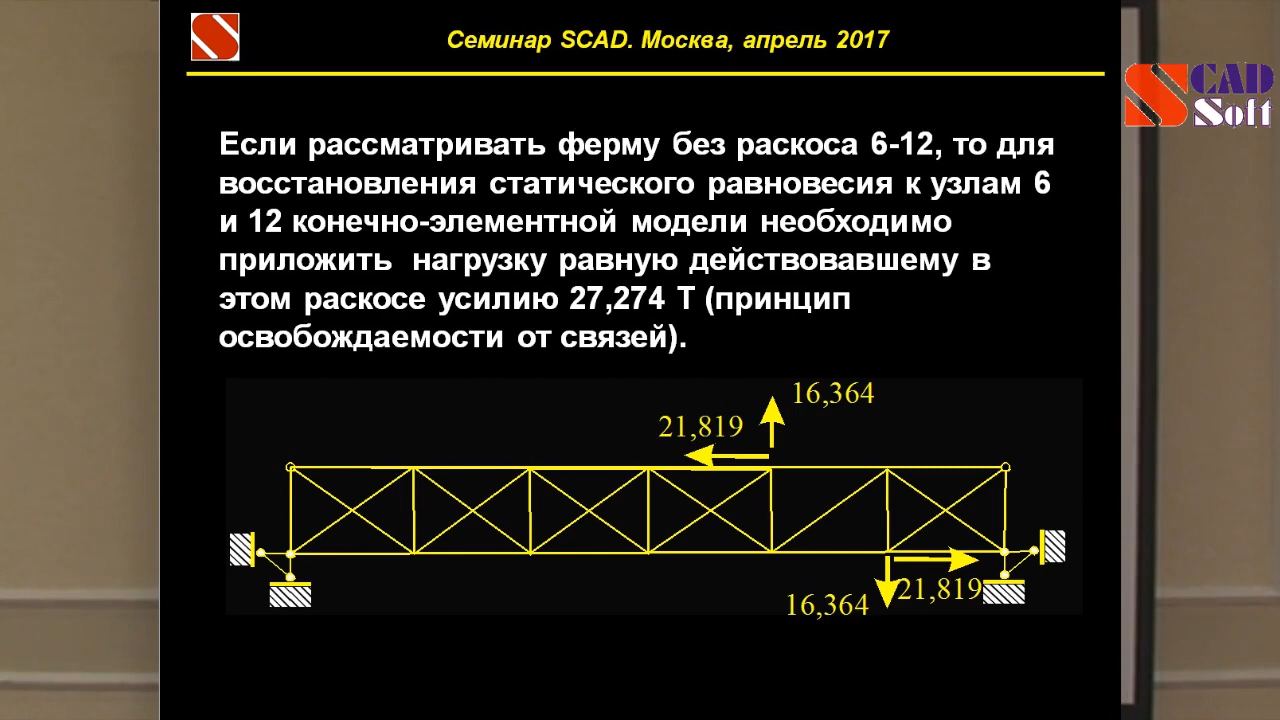 Семинар SCAD. Москва, апрель 2017
SCAD
Soft
Если рассматривать ферму без раскоса 6-12, то для
восстановления статического равновесия к узлам 6
и 12 конечно-элементной модели необходимо
приложить нагрузку равную действовавшему в
этом раскосе усилию 27,274 Т (принцип
освобождаемости от связей).
16,364
21,819
21,819
16,364